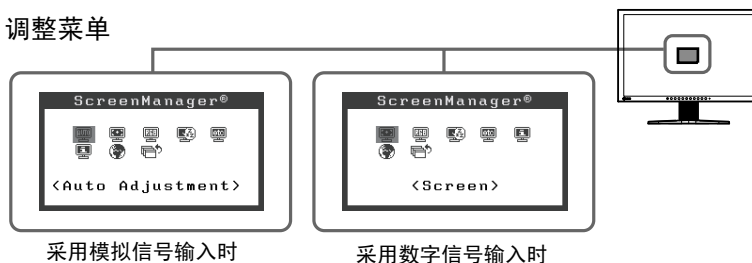 调整菜单
ScreenManager®
<Auto Adjustment>
采用模拟信号输入时
ScreenManager®
<Screen>
采用数字信号输入时